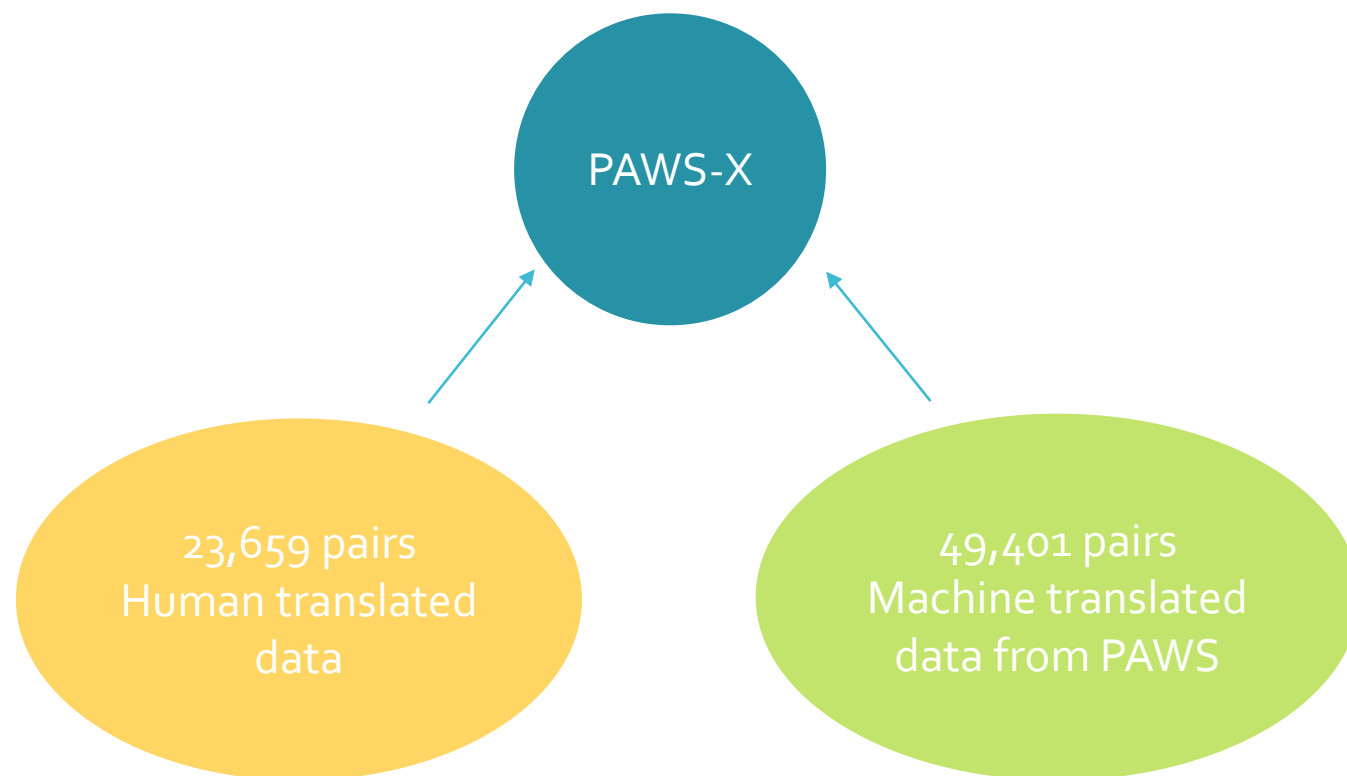 PAWS-X
23,659 pairs
Human translated
data
49,401 pairs
Machine translated
data from PAWS